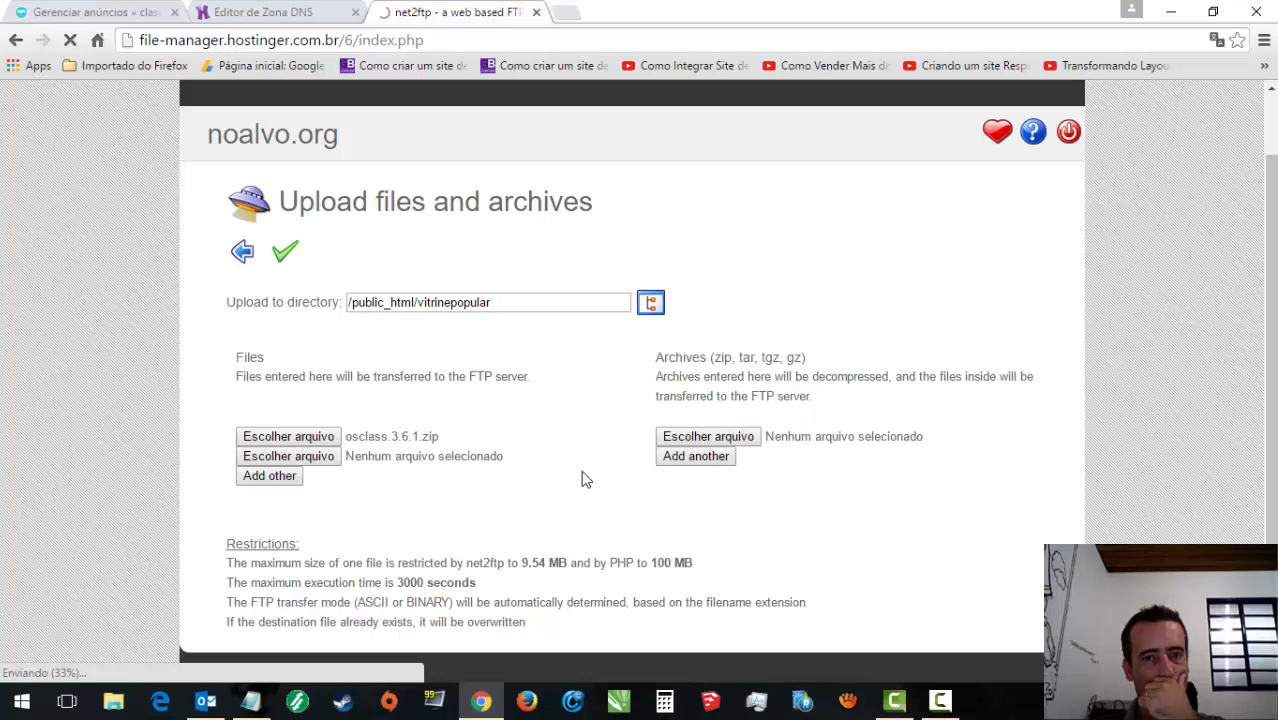 Gerenciar anúncios « clas
Editor de Zona DNS
net2ftp - a web based FTP
file-manager.hostinger.com.br/6/index.php
Apps
Importado do Firefox
Página inicial: Google
Como criar um site de
Como criar um site de
Como Integrar Site de
Como Vender Mais de
Criando um site Resp
Transformando Layou
»
noalvo.org
Upload files and archives
Upload to directory: /public_html/vitrinepopular
Files
Files entered here will be transferred to the FTP server.
Escolher arquivo osclass.3.6.1.zip
Escolher arquivo Nenhum arquivo selecionado
Add other
Archives (zip, tar, tgz, gz)
Archives entered here will be decompressed, and the files inside will be
transferred to the FTP server.
Escolher arquivo Nenhum arquivo selecionado
Add another
Restrictions:
The maximum size of one file is restricted by net2ftp to 9.54 MB and by PHP to 100 MB
The maximum execution time is 3000 seconds
The FTP transfer mode (ASCII or BINARY) will be automatically determined, based on the filename extension
If the destination file already exists, it will be overwritten
Enviando (33%)...
99